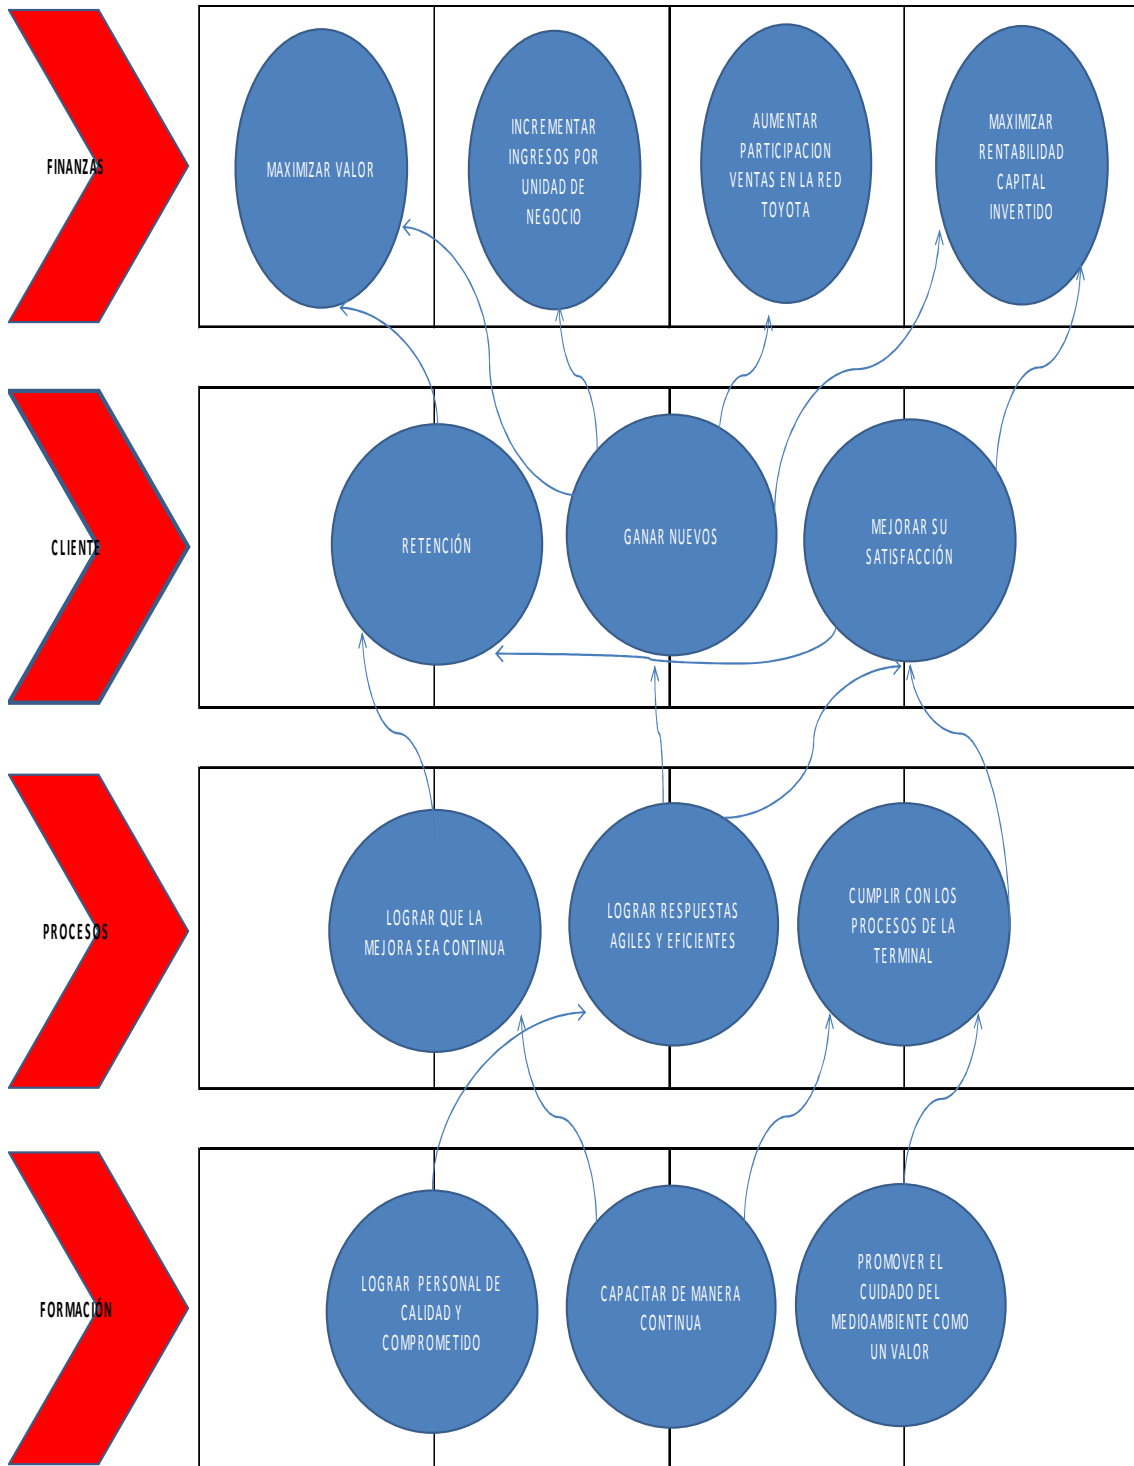 FINANZAS
MAXIMIZAR VALOR
INCREMENTAR
INGRESOS POR
UNIDAD DE
NEGOCIO
AUMENTAR
PARTICIPACION
VENTAS EN LA RED
TOYOTA
MAXIMIZAR
RENTABILIDAD
CAPITAL
INVERTIDO
CLIENTE
RETENCIÓN
GANAR NUEVOS
MEJORAR SU
SATISFACCIÓN
PROCESOS
LOGRAR QUE LA
MEJORA SEA CONTINUA
LOGRAR RESPUESTAS
AGILES Y EFICIENTES
CUMPLIR CON LOS
PROCESOS DE LA
TERMINAL
FORMACIÓN
LOGRAR PERSONAL DE
CALIDAD Y
COMPROMETIDO
CAPACITAR DE MANERA
CONTINUA
PROMOVER EL
CUIDADO DEL
MEDIOAMBIENTE COMO
UN VALOR